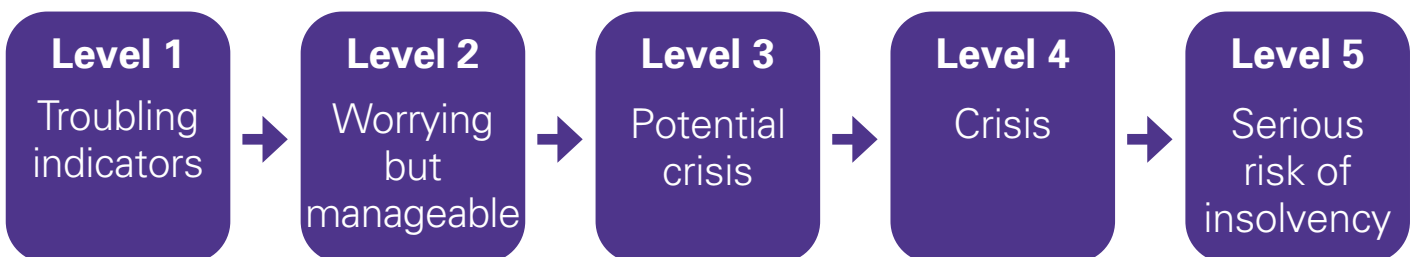 Level 1
Troubling
indicators
Level 2
Worrying
but
manageable
Level 3
Potential
crisis
Level 4
Crisis
Level 5
Serious
risk of
insolvency